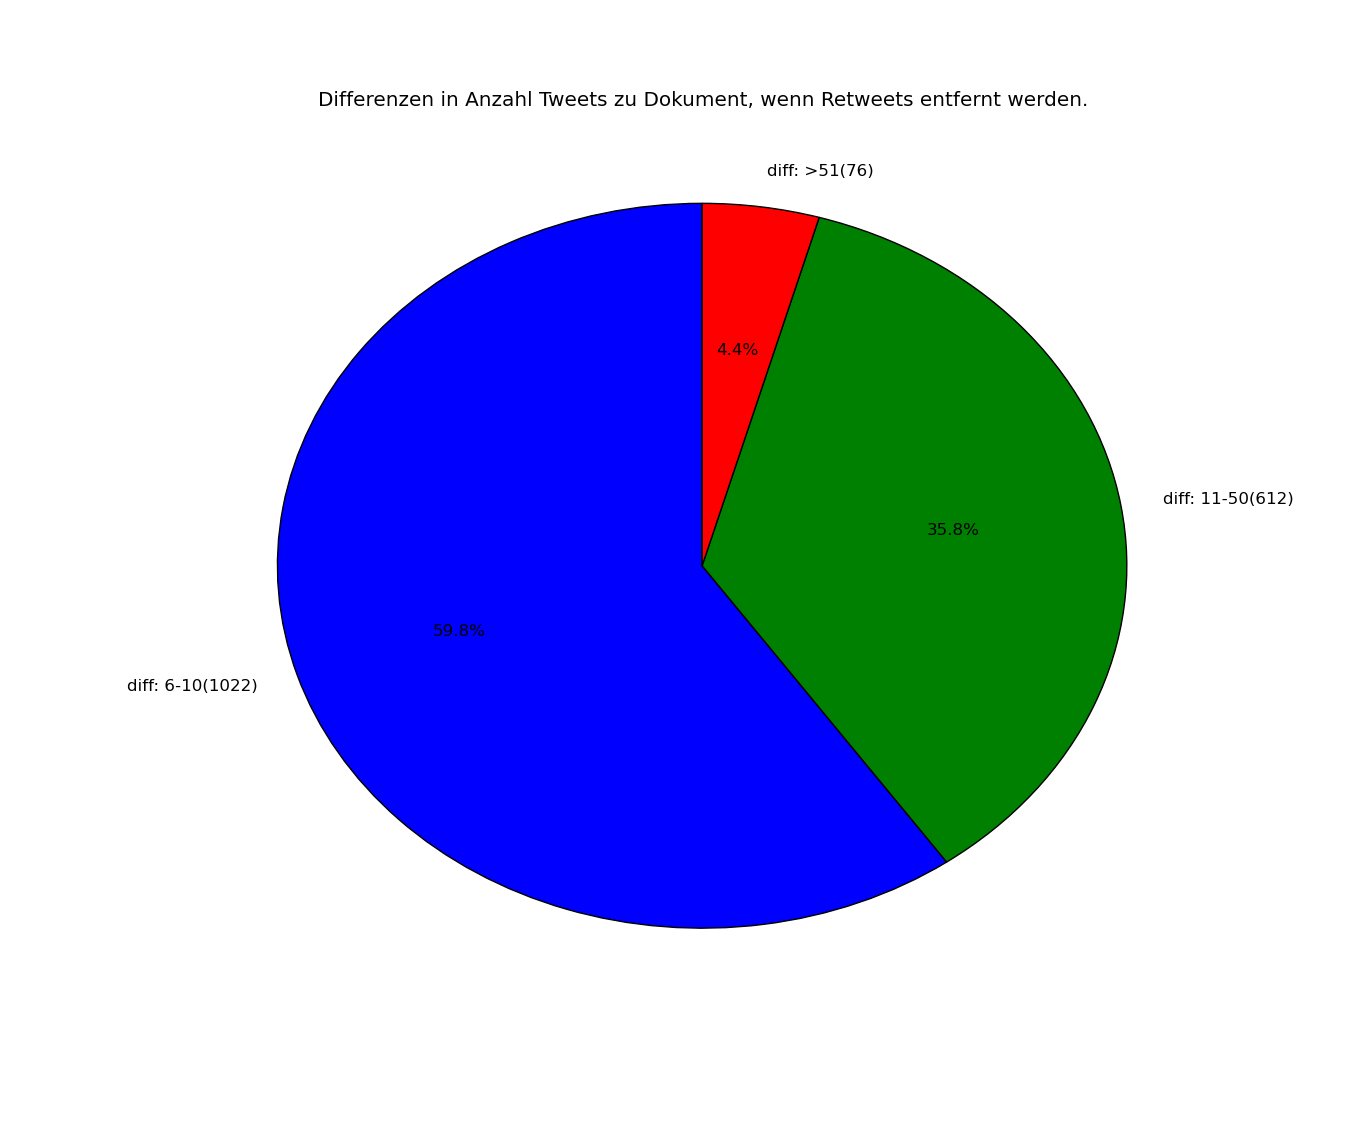 Differenzen in Anzahl Tweets zu Dokument, wenn Retweets entfernt werden.
diff: >51(76)
4.4%
diff: 11-50(612)
35.8%
59.8%
diff: 6-10(1022)